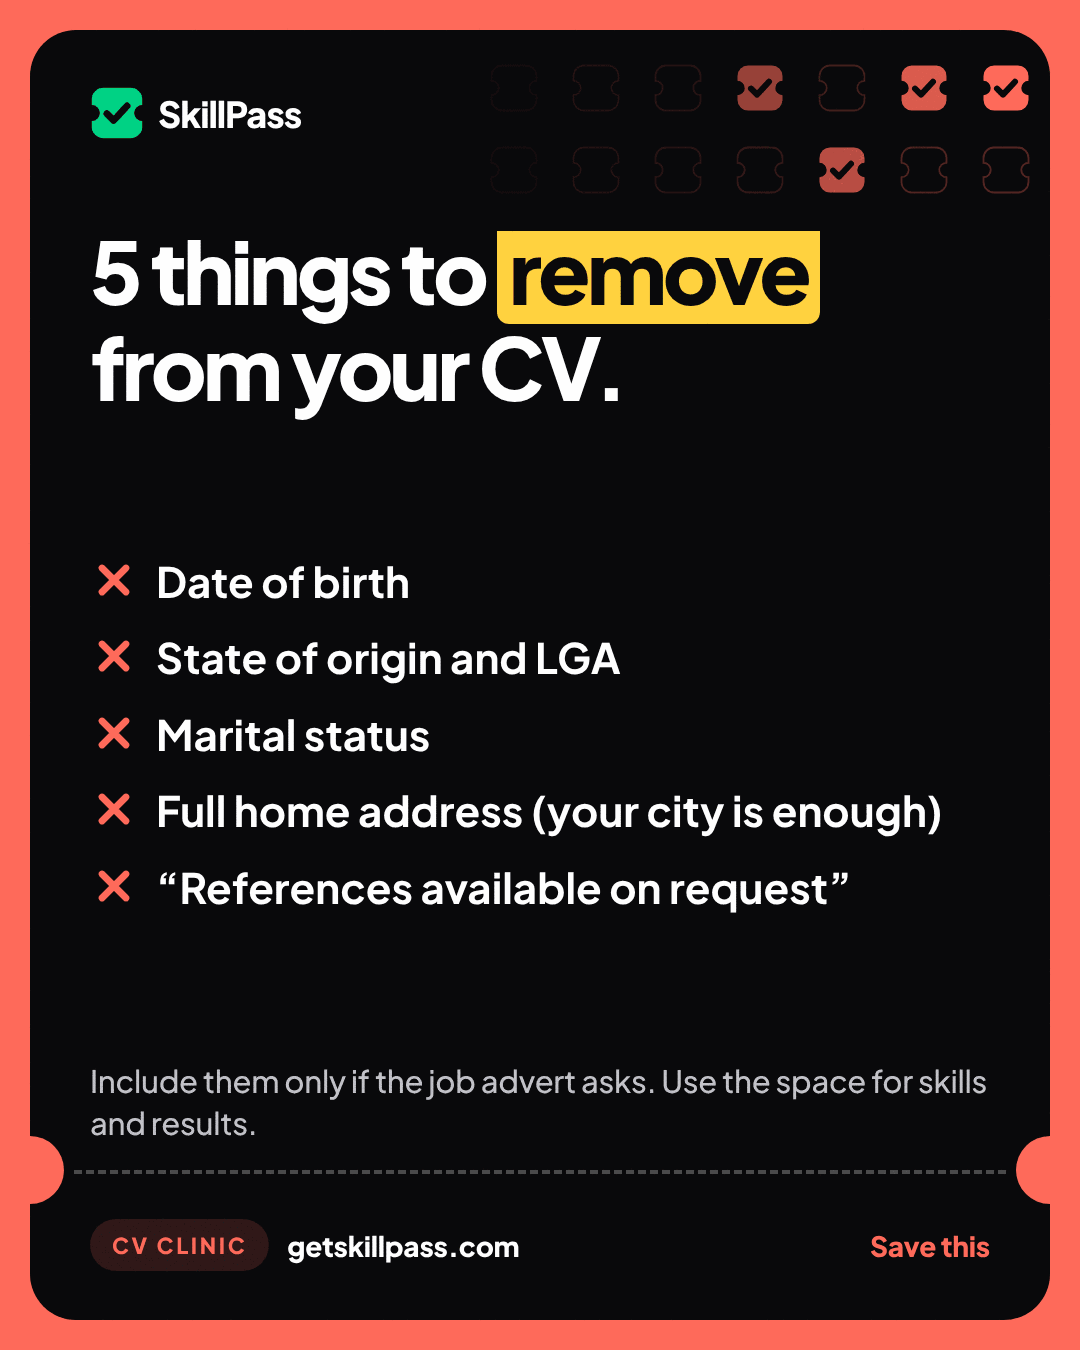 SkillPass
5 things to remove
from your CV.
Date of birth
State of origin and LGA
Marital status
Full home address (your city is enough)
“References available on request”
Include them only if the job advert asks. Use the space for skills
and results.
CV CLINIC getskillpass.com Save this